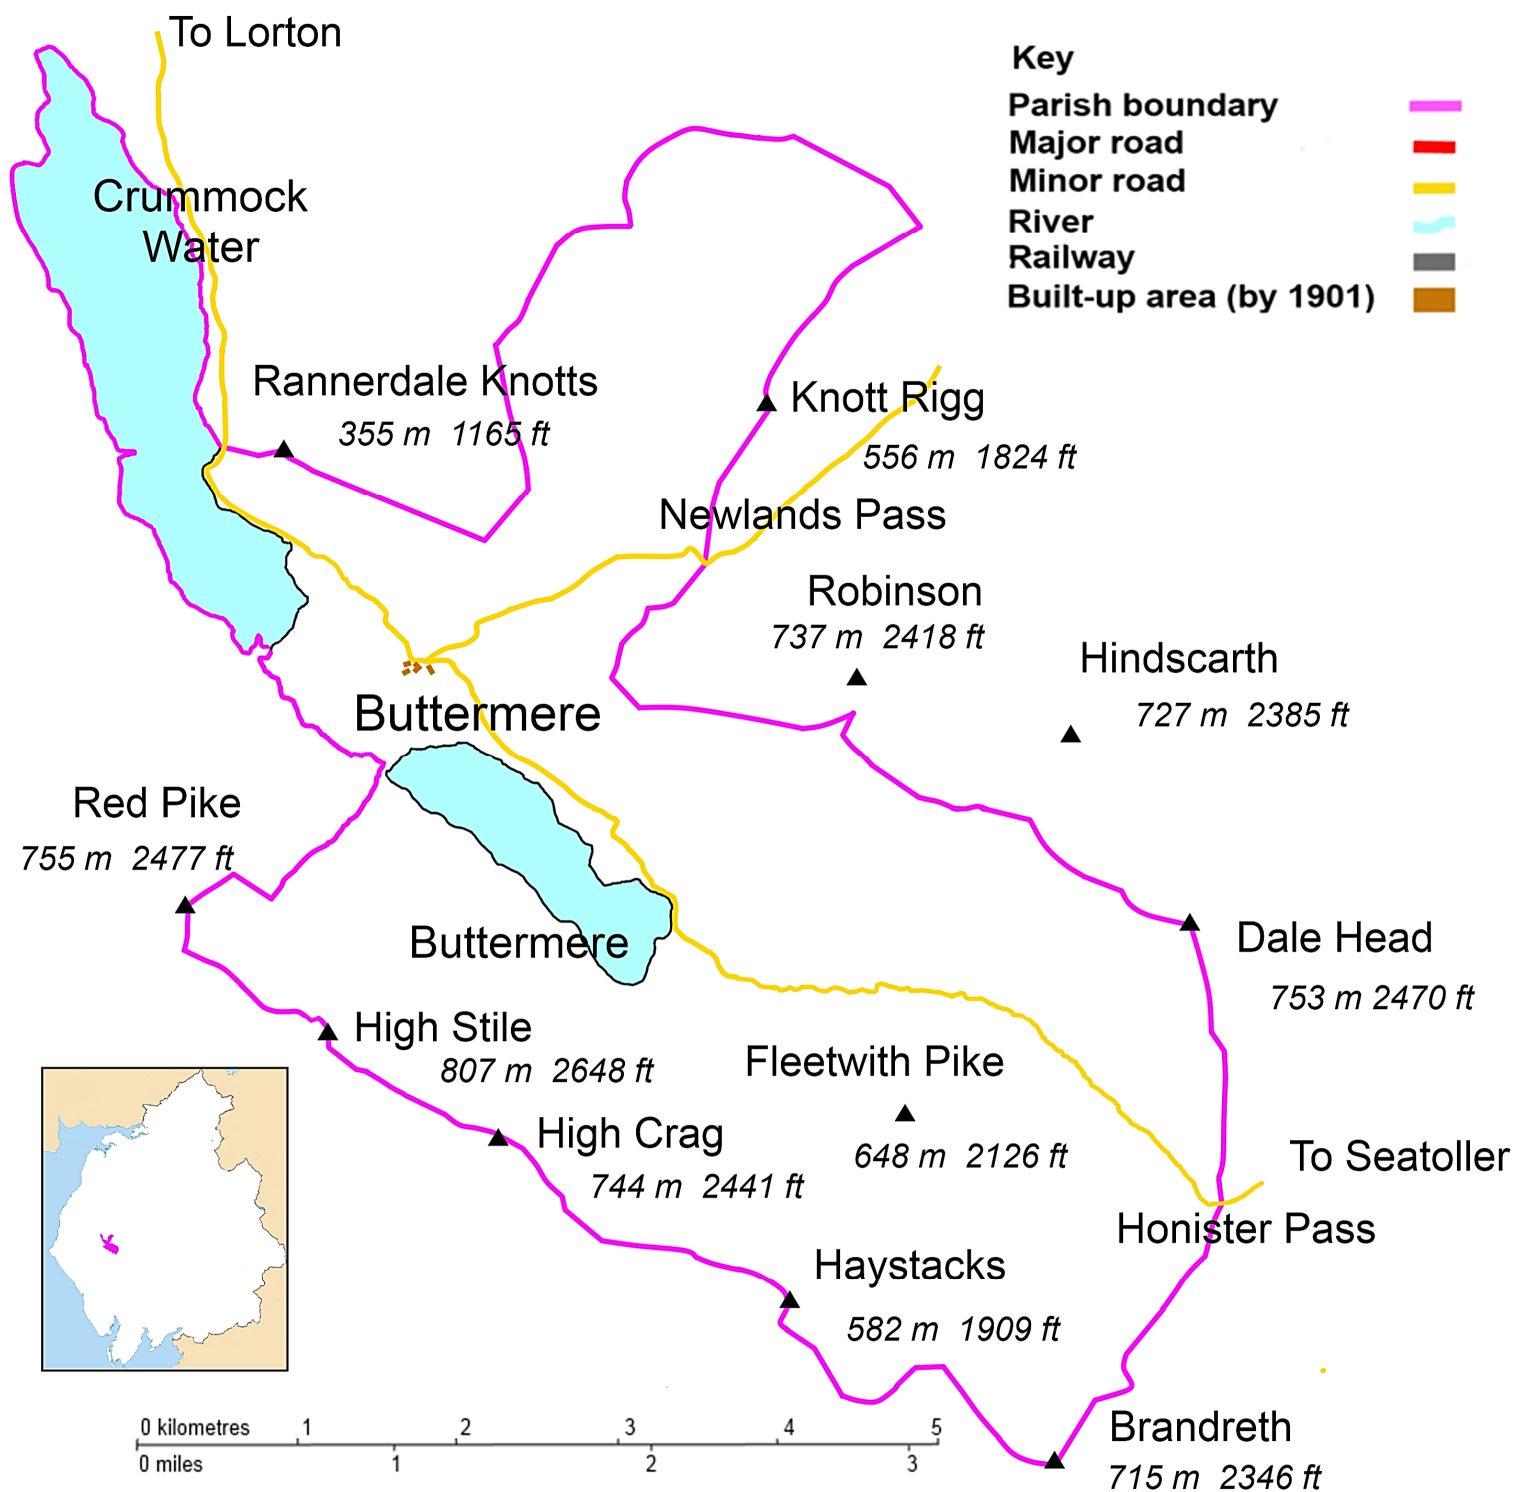 To Lorton
Key
Parish boundary
Major road
Minor road
River
Railway
Built-up area (by 1901)
Crummock
Water
Rannerdale Knotts
355 m 1165 ft
Knott Rigg
556 m 1824 ft
Newlands Pass
Robinson
737 m 2418 ft
Hindscarth
727 m 2385 ft
Buttermere
Red Pike
755 m 2477 ft
Buttermere
Dale Head
753 m 2470 ft
High Stile
807 m 2648 ft
Fleetwith Pike
648 m 2126 ft
High Crag
744 m 2441 ft
To Seatoller
Honister Pass
Haystacks
582 m 1909 ft
Brandreth
715 m 2346 ft
0 kilometres 1 2 3 4 5
0 miles 1 2 3